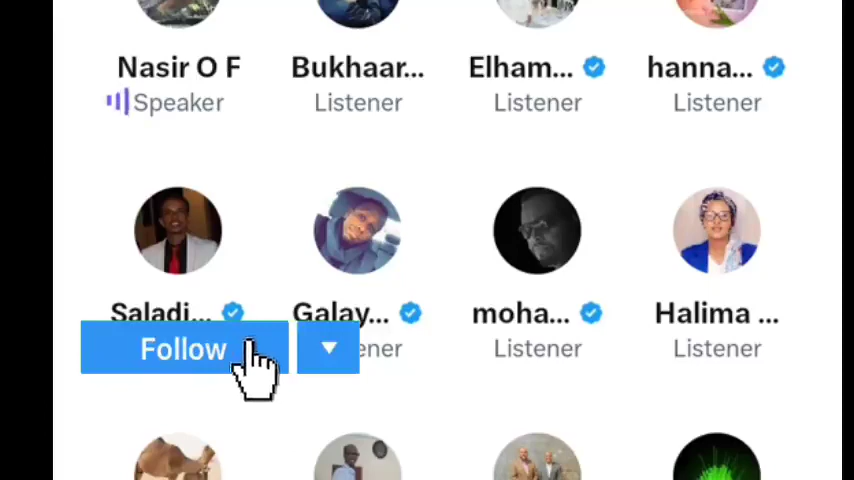 Nasir O F Bukhaar... Elham... hanna...
Speaker Listener Listener Listener
Saladi... Galay... moha... Halima ...
Follow ener Listener Listener